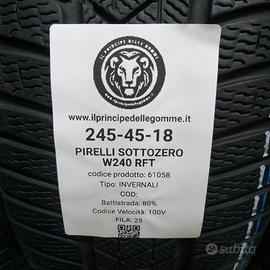 IL PRINCIPE DELLE GOMME
www.ilprincipedellegomme.it
245-45-18
PIRELLI SOTTOZERO
W240 RFT
codice prodotto: 61058
Tipo: INVERNALI
COD:
Battistrada: 80%
Codice Velocità: 100V
FILA: 25
subito